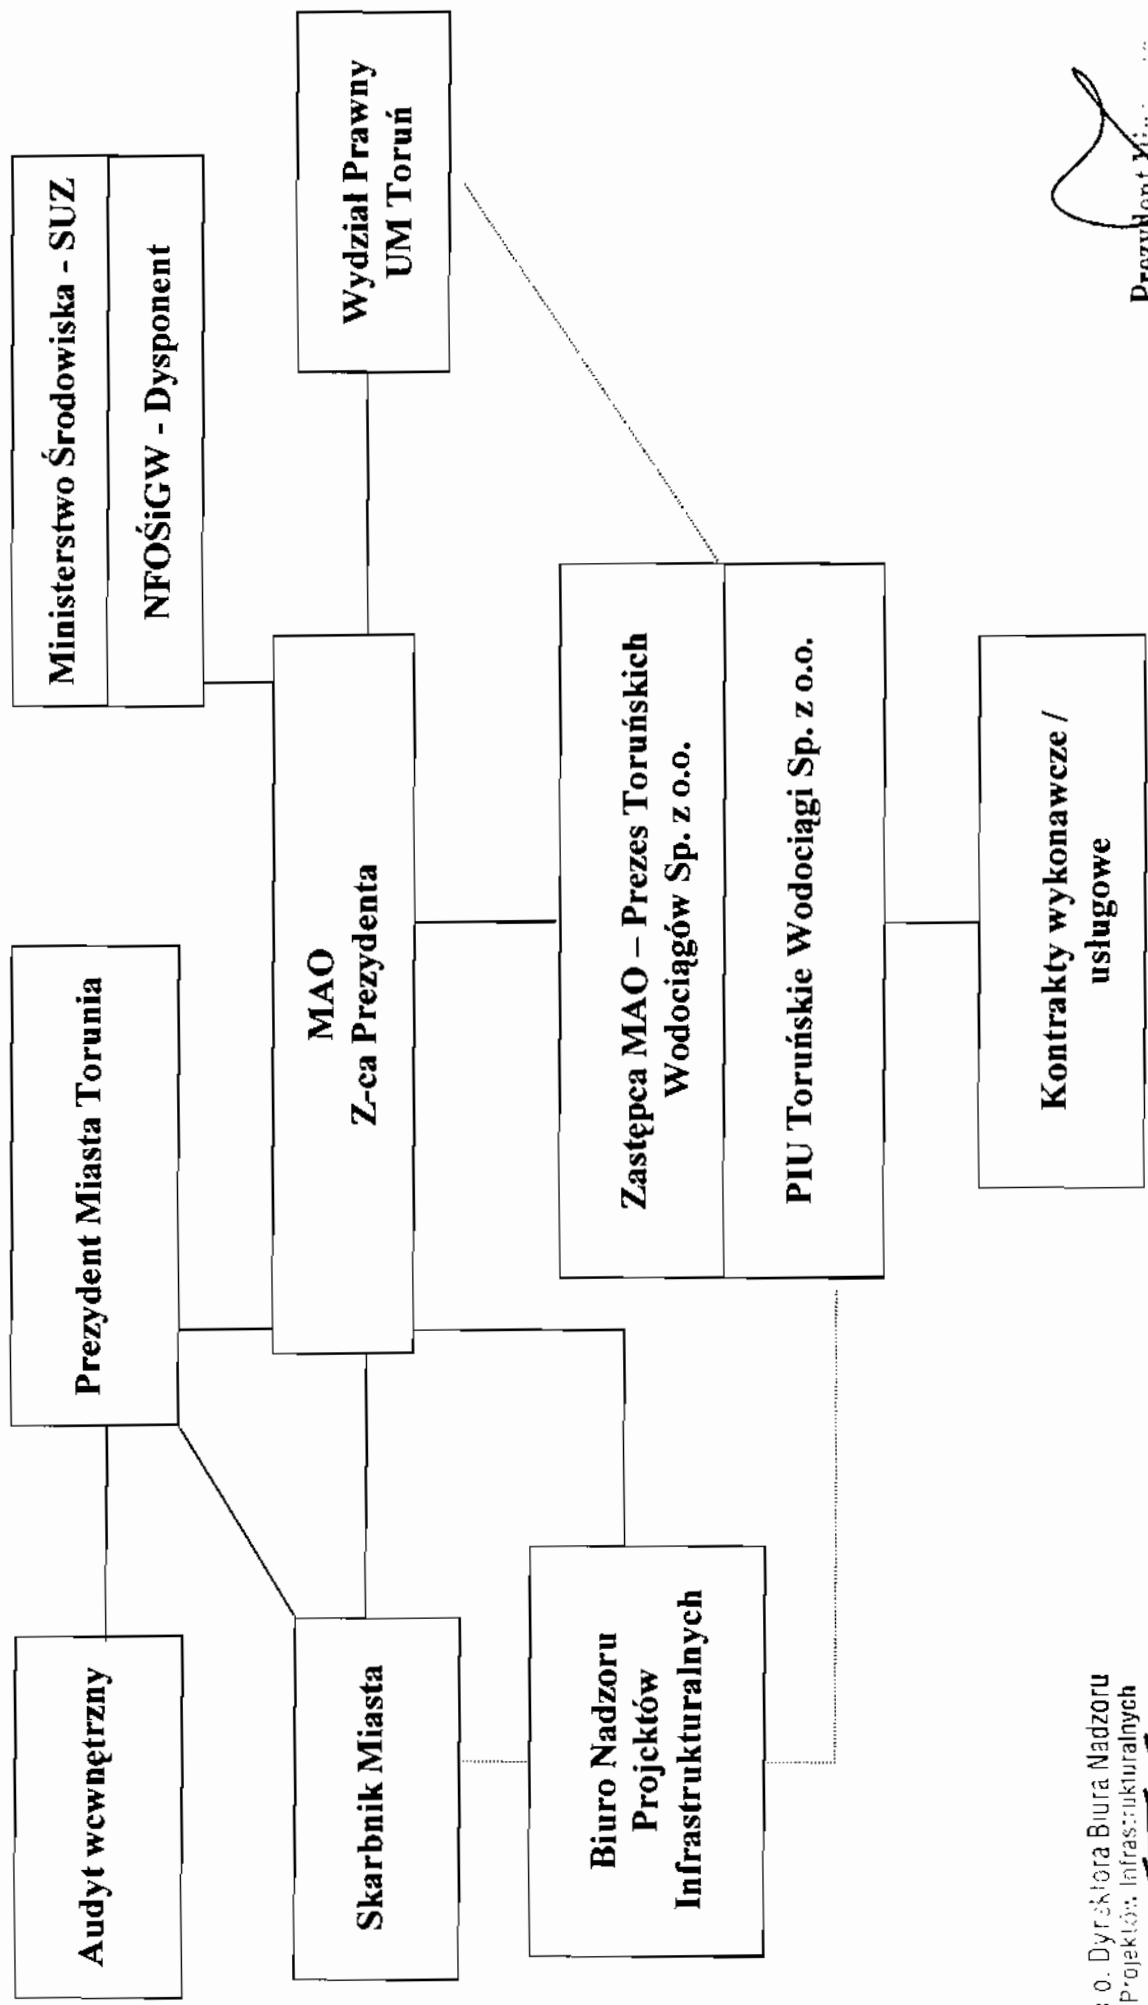 Audyt wewnętrzny
Prezydent Miasta Torunia
Ministerstwo Środowiska - SUZ
NFOŚiGW - Dysponent
Skarbnik Miasta
MAO
Z-ca Prezydenta
Wydział Prawny
UM Toruń
Biuro Nadzoru
Projektów
Infrastrukturalnych
Zastępca MAO – Prezes Toruńskich
Wodociągów Sp. z o.o.
PIU Toruńskie Wodociągi Sp. z o.o.
Kontrakty wykonawcze /
usługowe
o. Dyrektora Biura Nadzoru
Projektów Infrastrukturalnych
Prezydent